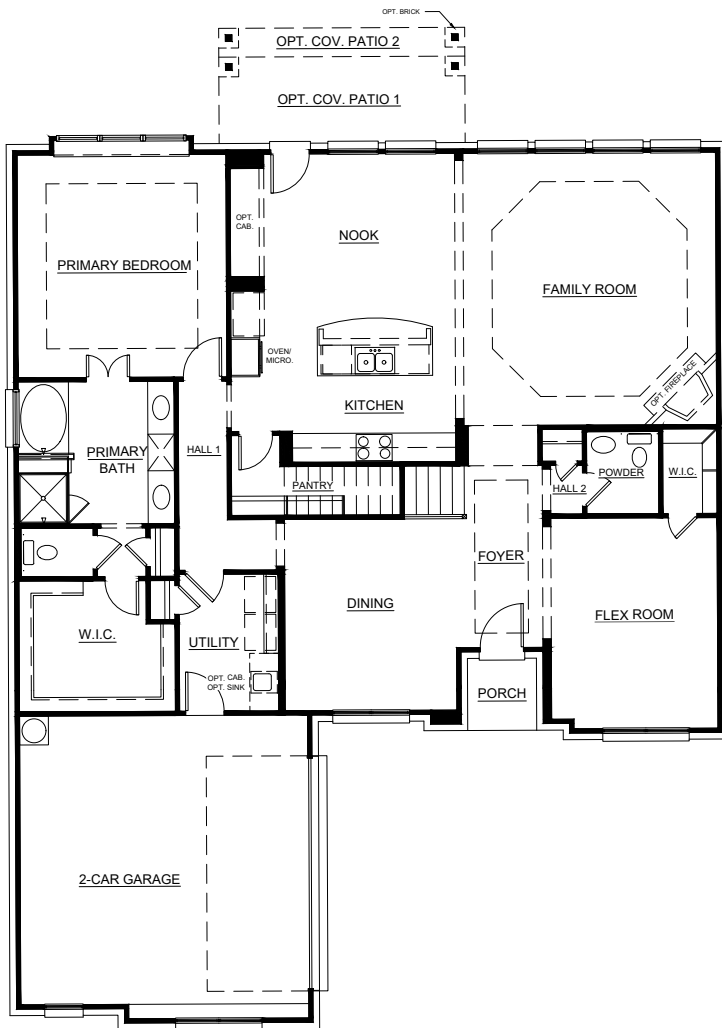 OPT. BRICK
OPT. COV. PATIO 2
OPT. COV. PATIO 1
OPT.
CAB.
NOOK
PRIMARY BEDROOM
FAMILY ROOM
OVEN/
MICRO.
OPT. FIREPLACE
KITCHEN
PRIMARY
BATH
HALL 1
PANTRY
HALL 2
POWDER
W.I.C.
FOYER
DINING
FLEX ROOM
W.I.C.
UTILITY
OPT. CAB.
OPT. SINK
PORCH
2-CAR GARAGE